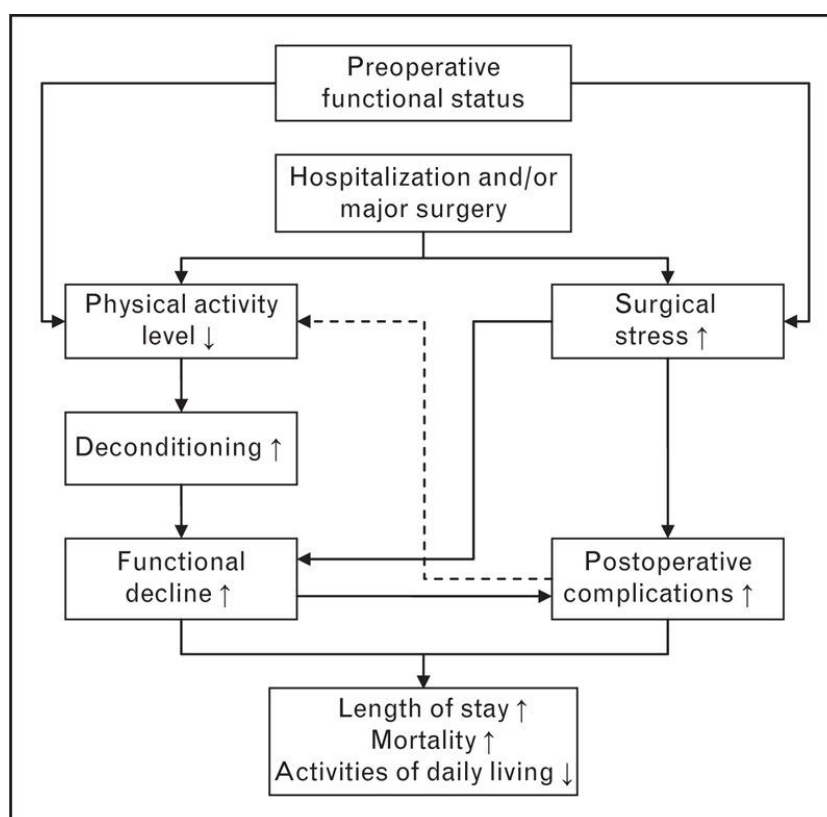 Preoperative
functional status
Hospitalization and/or
major surgery
Physical activity
level ↓
Surgical
stress ↑
Deconditioning ↑
Functional
decline ↑
Postoperative
complications ↑
Length of stay ↑
Mortality ↑
Activities of daily living ↓